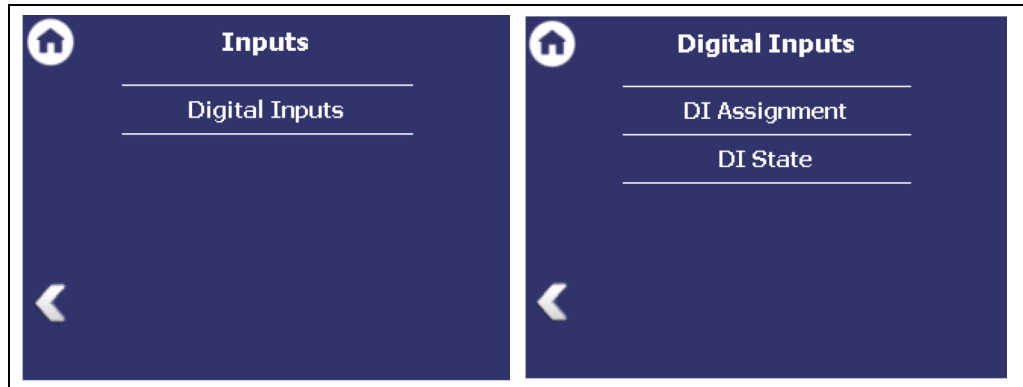 Inputs
Digital Inputs
Digital Inputs
DI Assignment
DI State